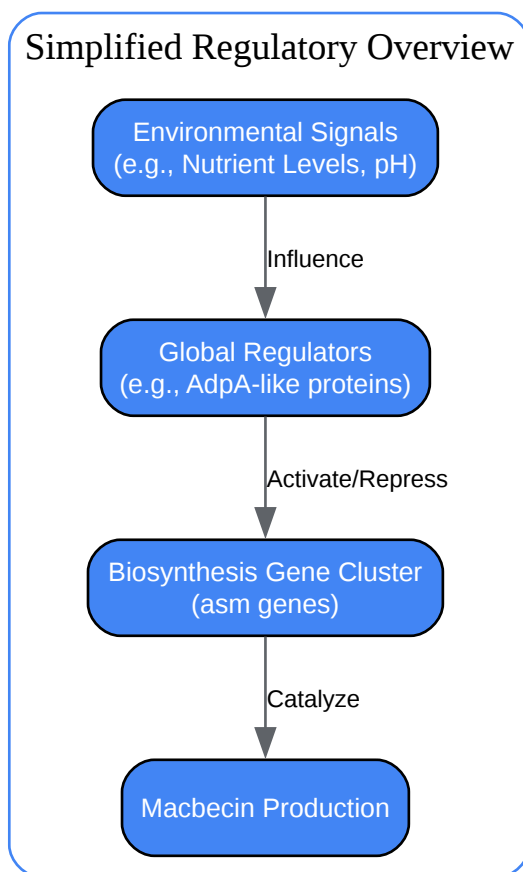 Simplified Regulatory Overview
Environmental Signals
(e.g., Nutrient Levels, pH)
Influence
Global Regulators
(e.g., AdpA-like proteins)
Activate/Repress
Biosynthesis Gene Cluster
(asm genes)
Catalyze
Macbecin Production